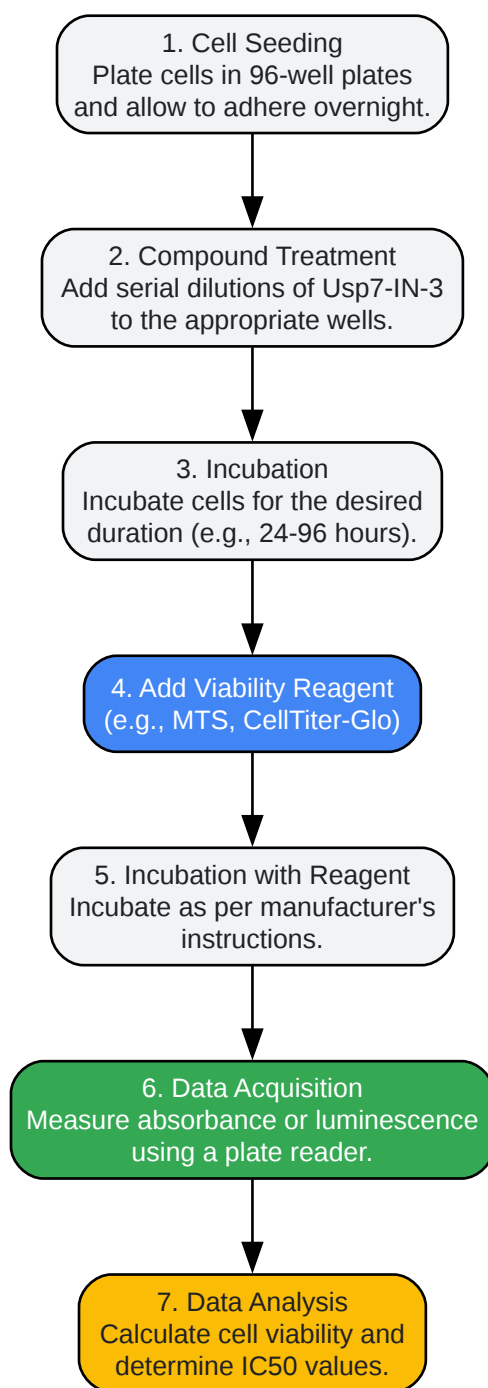 1. Cell Seeding
Plate cells in 96-well plates
and allow to adhere overnight.
2. Compound Treatment
Add serial dilutions of Usp7-IN-3
to the appropriate wells.
3. Incubation
Incubate cells for the desired
duration (e.g., 24-96 hours).
4. Add Viability Reagent
(e.g., MTS, CellTiter-Glo)
5. Incubation with Reagent
Incubate as per manufacturer's
instructions.
6. Data Acquisition
Measure absorbance or luminescence
using a plate reader.
7. Data Analysis
Calculate cell viability and
determine IC50 values.